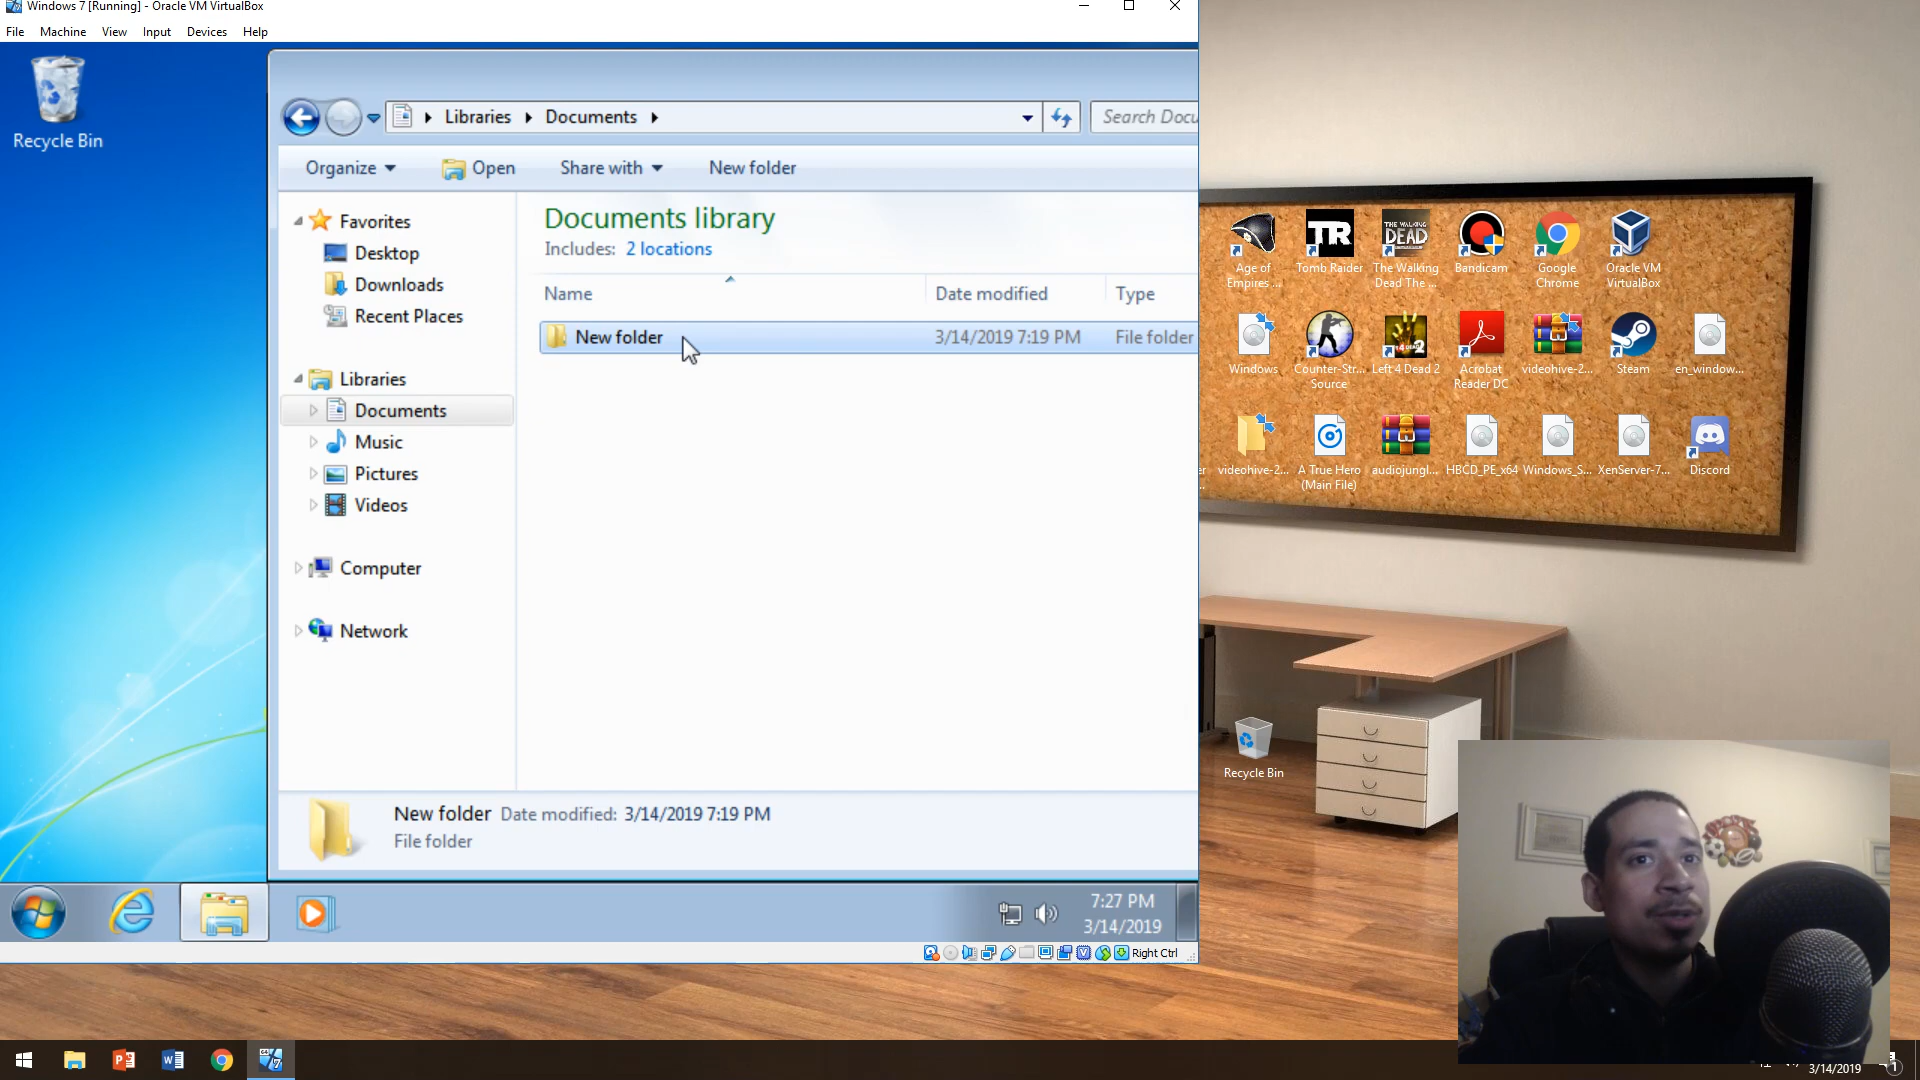 Windows 7 [Running] - Oracle VM VirtualBox
File Machine View Input Devices Help
Recycle Bin
Libraries Documents
Search Docu
Organize Open Share with New folder
Favorites
Desktop
Downloads
Recent Places
Libraries
Documents
Music
Pictures
Videos
Computer
Network
Documents library
Includes: 2 locations
Name Date modified Type
New folder 3/14/2019 7:19 PM File folder
New folder Date modified: 3/14/2019 7:19 PM
File folder
7:27 PM
3/14/2019
Right Ctrl
Age of
Empires ...
Tomb Raider
The Walking
Dead The ...
Bandicam
Google
Chrome
Oracle VM
VirtualBox
TR
THE WALKING
DEAD
Windows
Counter-Str...
Source
Left 4 Dead 2
Acrobat
Reader DC
videohive-2...
Steam
en_window...
videohive-2...
A True Hero
(Main File)
audiojungl...
HBCD_PE_x64
Windows_S...
XenServer-7...
Discord
Recycle Bin
3/14/2019
1